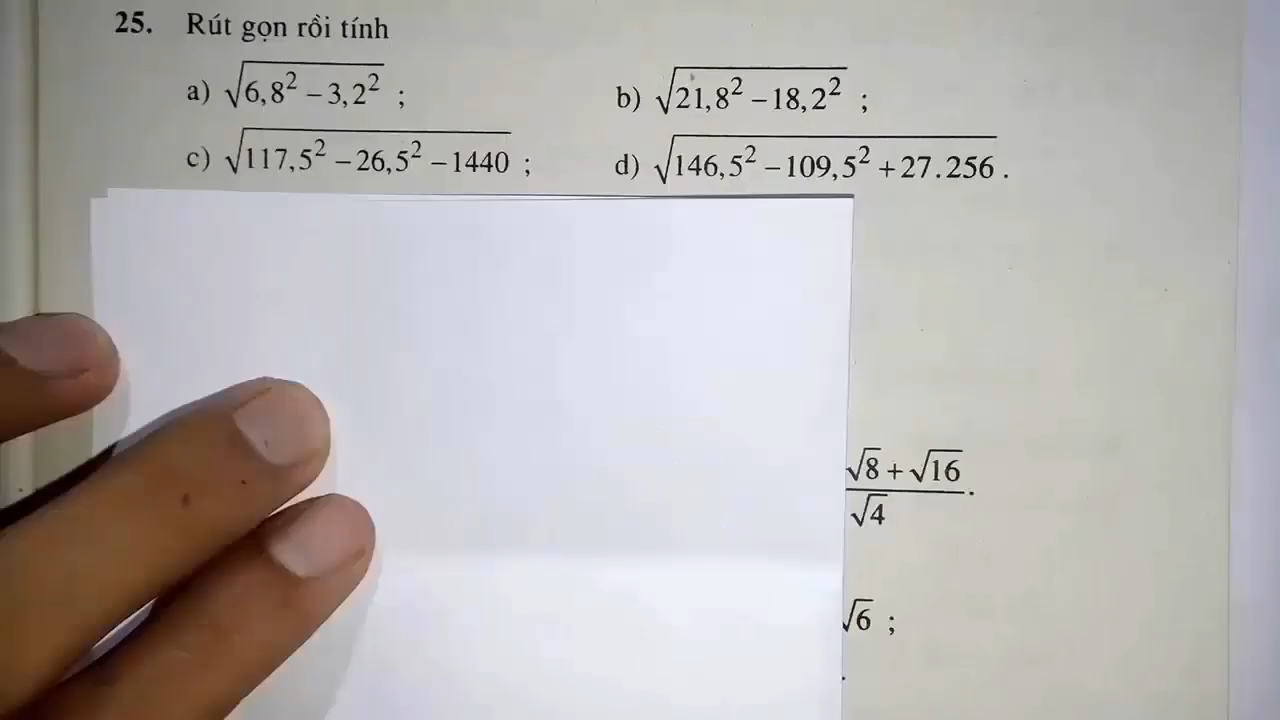 25. Rút gọn rồi tính
a) √(6,8² – 3,2²) ; b) √(21,8² – 18,2²) ;
c) √(117,5² – 26,5² – 1440) ; d) √(146,5² – 109,5² + 27.256) .
(√8 + √16)/√4 .
√6 ;